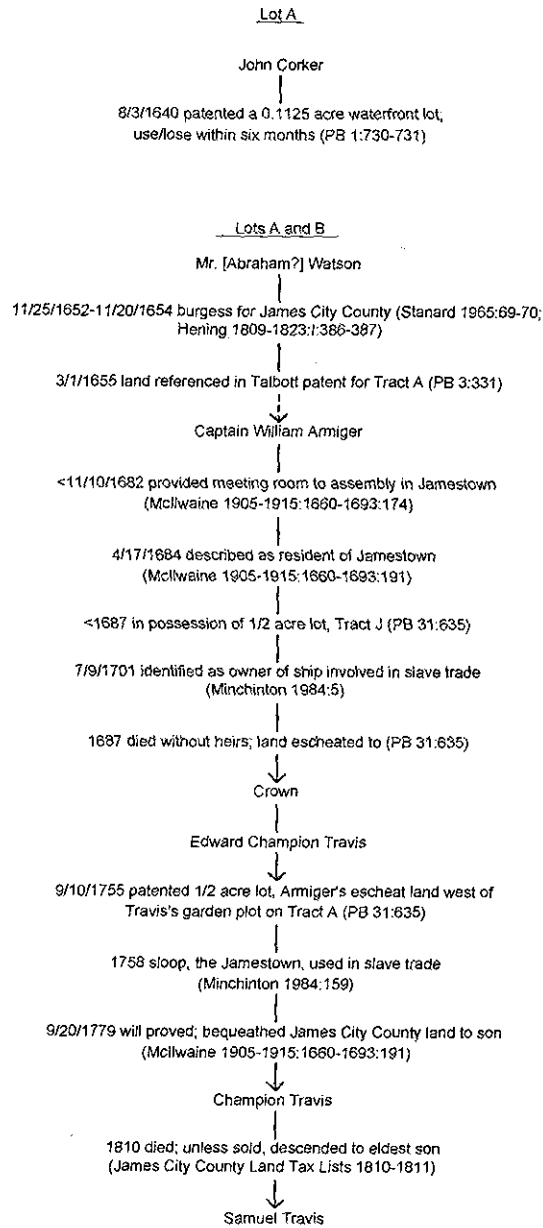 Lot A
John Corker
8/3/1640 patented a 0.1125 acre waterfront lot;
use/lose within six months (PB 1:730-731)
Lots A and B
Mr. [Abraham?] Watson
11/25/1652-11/20/1654 burgess for James City County (Stanard 1965:69-70;
Hening 1809-1823:I:386-387)
3/1/1655 land referenced in Talbott patent for Tract A (PB 3:331)
Captain William Armiger
<11/10/1682 provided meeting room to assembly in Jamestown
(McIlwaine 1905-1915:1660-1693:174)
4/17/1684 described as resident of Jamestown
(McIlwaine 1905-1915:1660-1693:191)
<1687 in possession of 1/2 acre lot, Tract J (PB 31:635)
7/9/1701 identified as owner of ship involved in slave trade
(Minchinton 1984:5)
1687 died without heirs; land escheated to (PB 31:635)
Crown
Edward Champion Travis
9/10/1755 patented 1/2 acre lot, Armiger's escheat land west of
Travis's garden plot on Tract A (PB 31:635)
1758 sloop, the Jamestown, used in slave trade
(Minchinton 1984:159)
9/20/1779 will proved; bequeathed James City County land to son
(McIlwaine 1905-1915:1660-1693:191)
Champion Travis
1810 died; unless sold, descended to eldest son
(James City County Land Tax Lists 1810-1811)
Samuel Travis